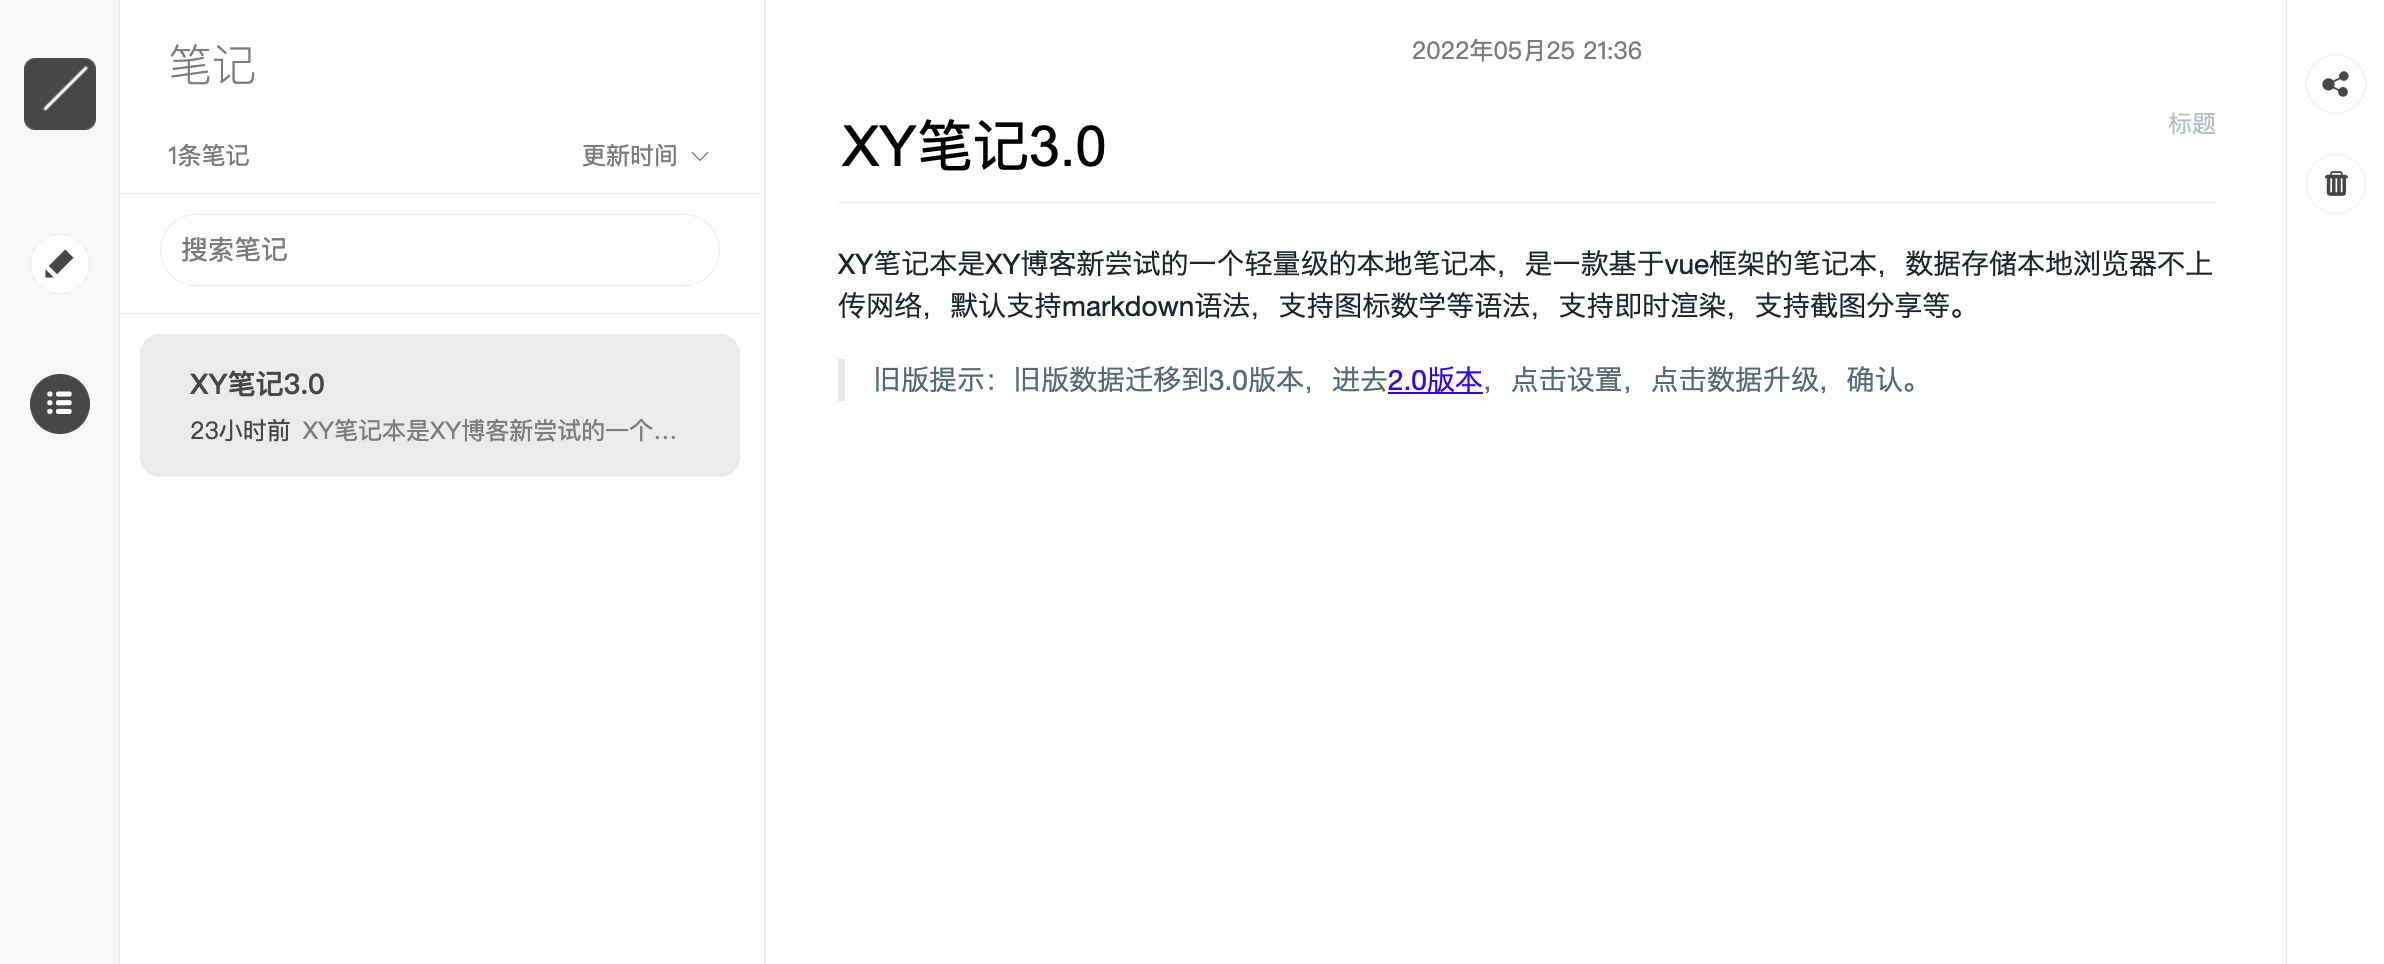 笔记
1条笔记
更新时间
搜索笔记
XY笔记3.0
23小时前 XY笔记本是XY博客新尝试的一个…
2022年05月25 21:36
XY笔记3.0
标题
XY笔记本是XY博客新尝试的一个轻量级的本地笔记本，是一款基于vue框架的笔记本，数据存储本地浏览器不上
传网络，默认支持markdown语法，支持图标数学等语法，支持即时渲染，支持截图分享等。
旧版提示：旧版数据迁移到3.0版本，进去2.0版本，点击设置，点击数据升级，确认。